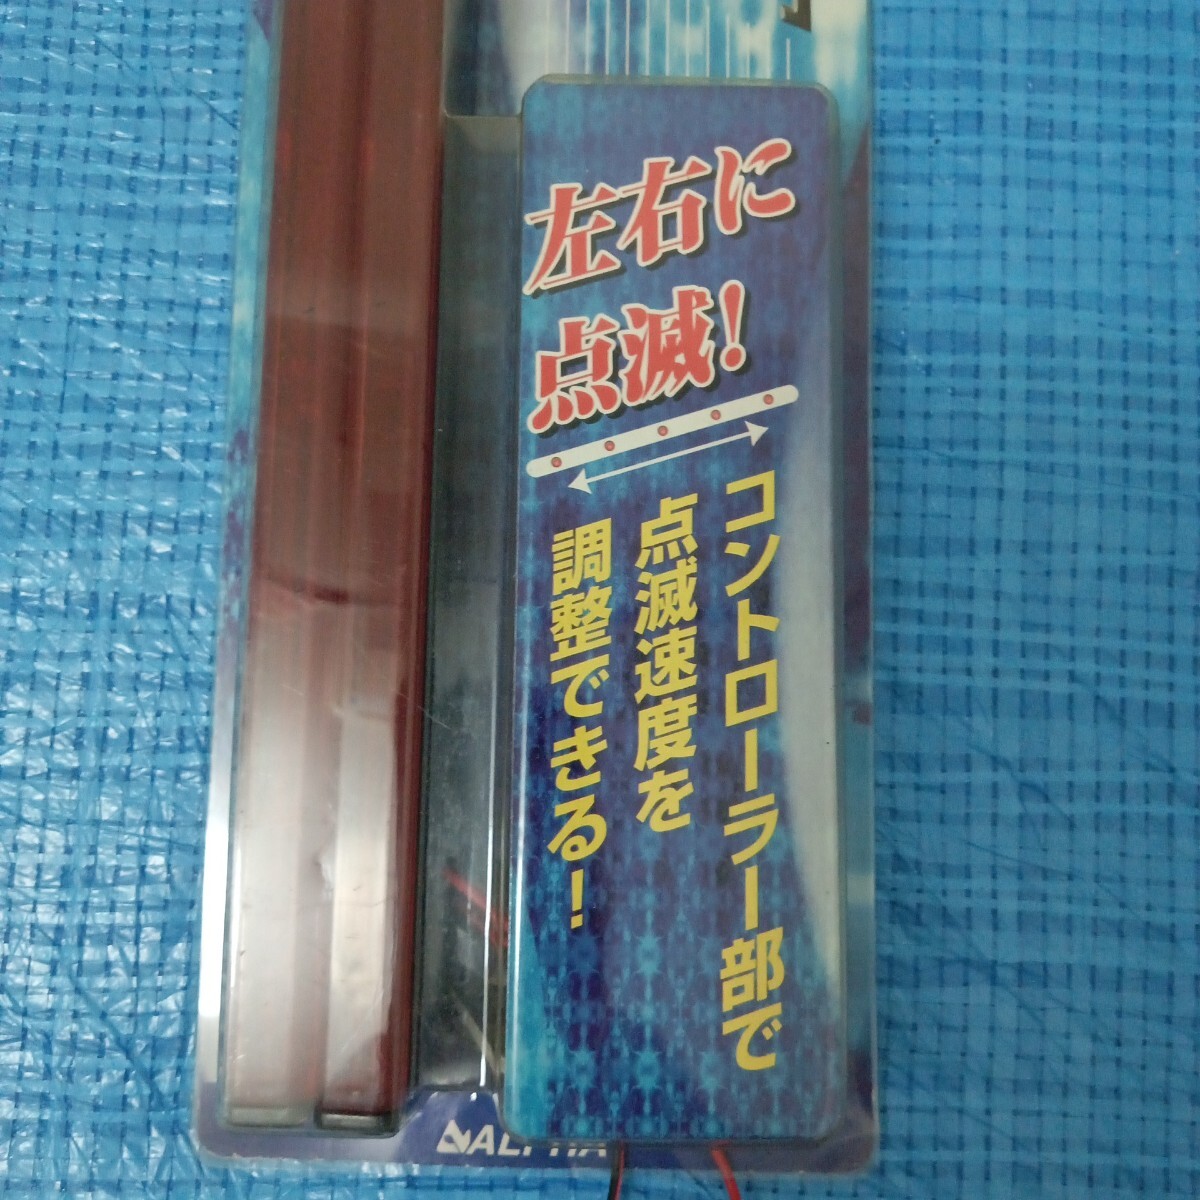 左右に
点滅!
コントローラー部で
点滅速度を
調整できる!
ALPHA